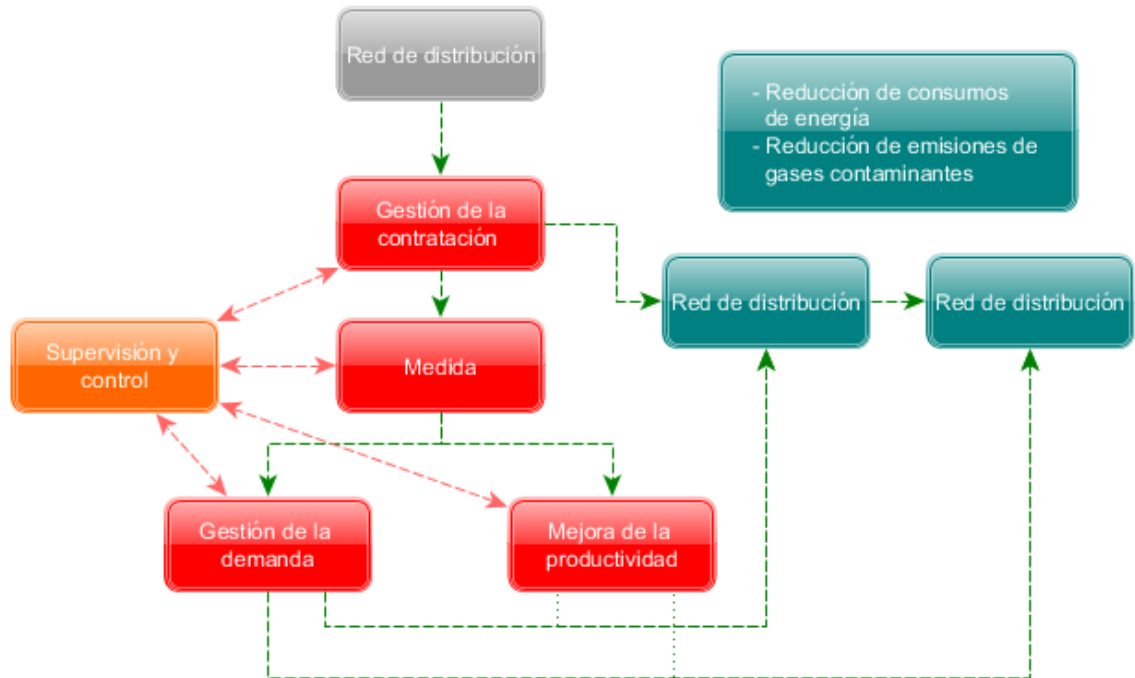 Red de distribución
- Reducción de consumos
de energía
- Reducción de emisiones de
gases contaminantes
Gestión de la
contratación
Red de distribución
Red de distribución
Supervisión y
control
Medida
Gestión de la
demanda
Mejora de la
productividad